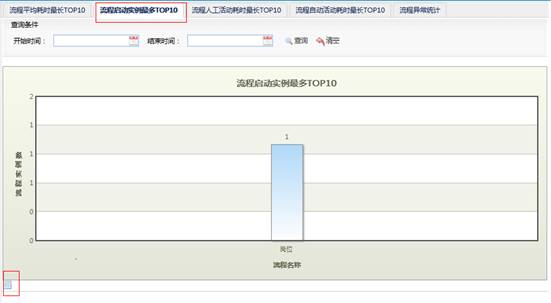 流程平均耗时量长TOP10 流程启动实例最多TOP10 流程人工活动耗时量长TOP10 流程自动活动耗时量长TOP10 流程异常统计
查询条件
开始时间： 结束时间： 查询 清空
流程启动实例最多TOP10
2
1
1
1
0
0
1
流程实例数
岗位
流程名称